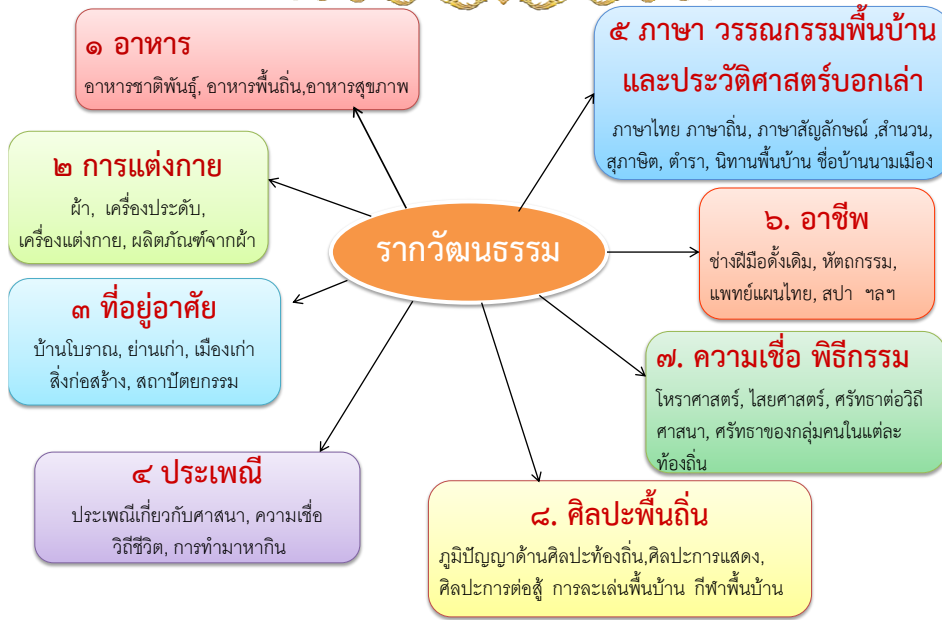 ๑ อาหาร
อาหารชาติพันธุ์, อาหารพื้นถิ่น,อาหารสุขภาพ
๒ การแต่งกาย
ผ้า, เครื่องประดับ,
เครื่องแต่งกาย, ผลิตภัณฑ์จากผ้า
๓ ที่อยู่อาศัย
บ้านโบราณ, ย่านเก่า, เมืองเก่า
สิ่งก่อสร้าง, สถาปัตยกรรม
๔ ประเพณี
ประเพณีเกี่ยวกับศาสนา, ความเชื่อ
วิถีชีวิต, การทำมาหากิน
รากวัฒนธรรม
๕ ภาษา วรรณกรรมพื้นบ้าน
และประวัติศาสตร์บอกเล่า
ภาษาไทย ภาษาถิ่น, ภาษาสัญลักษณ์ ,สำนวน,
สุภาษิต, ตำรา, นิทานพื้นบ้าน ชื่อบ้านนามเมือง
๖. อาชีพ
ช่างฝีมือดั้งเดิม, หัตถกรรม,
แพทย์แผนไทย, สปา ฯลฯ
๗. ความเชื่อ พิธีกรรม
โหราศาสตร์, ไสยศาสตร์, ศรัทธาต่อวิถี
ศาสนา, ศรัทธาของกลุ่มคนในแต่ละ
ท้องถิ่น
๘. ศิลปะพื้นถิ่น
ภูมิปัญญาด้านศิลปะท้องถิ่น,ศิลปะการแสดง,
ศิลปะการต่อสู้ การละเล่นพื้นบ้าน กีฬาพื้นบ้าน